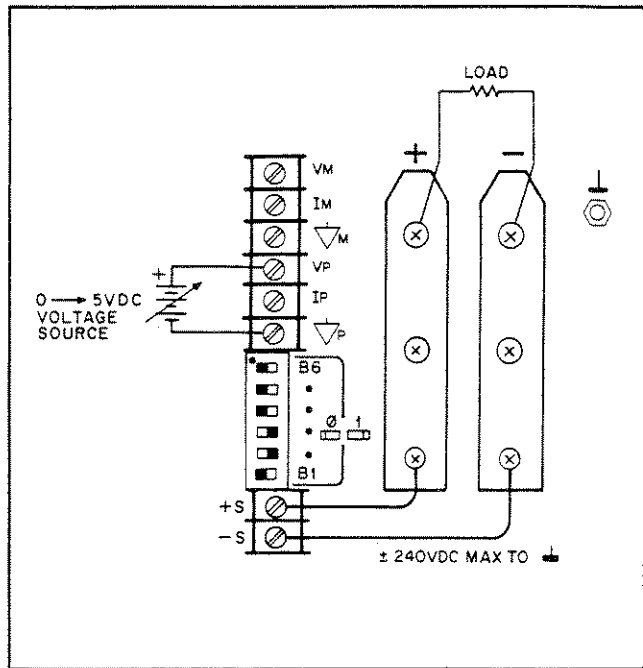 LOAD
+ -
VM
IM
M
VP
IP
P
+
0 → 5VDC
VOLTAGE
SOURCE
B6
Ø 1
B1
+S
-S
± 240VDC MAX TO